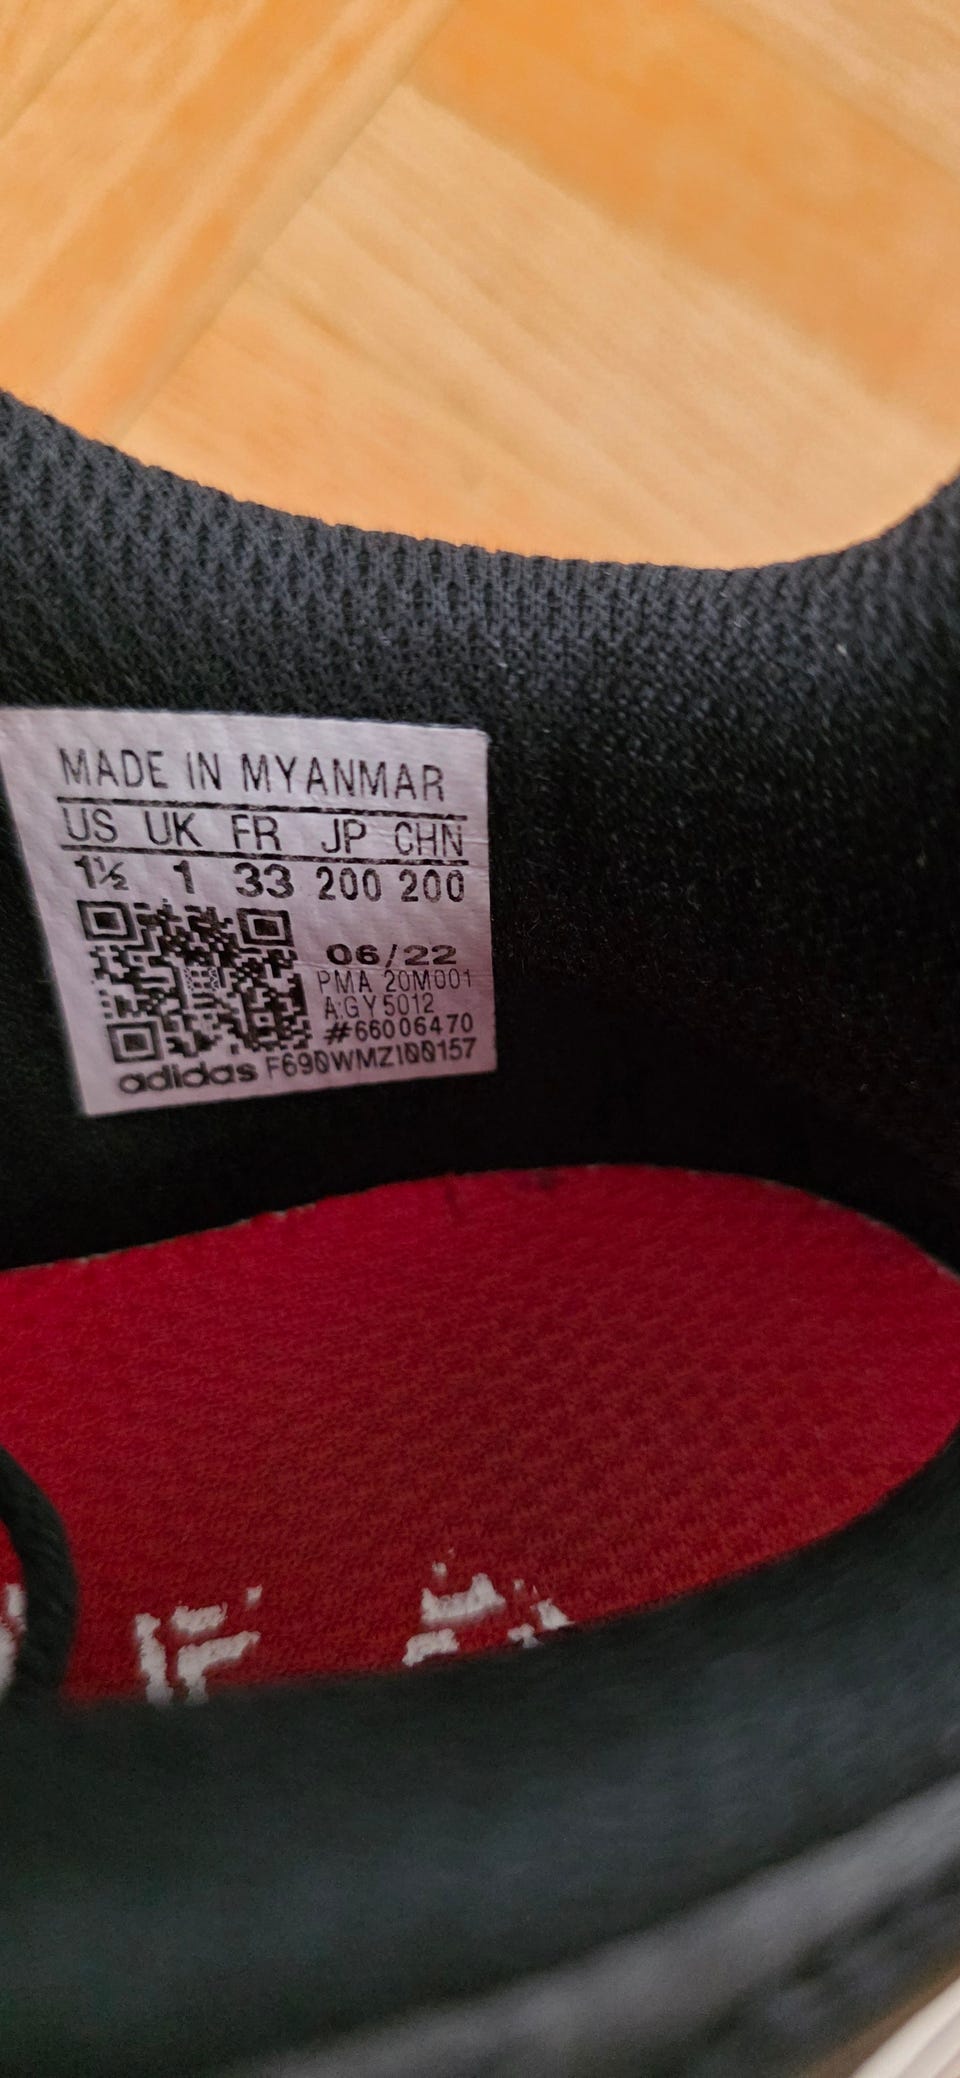 MADE IN MYANMAR
US UK FR JP CHN
1½ 1 33 200 200
06/22
PMA 20M001
A:GY5012
#66006470
adidas F690WMZI00157